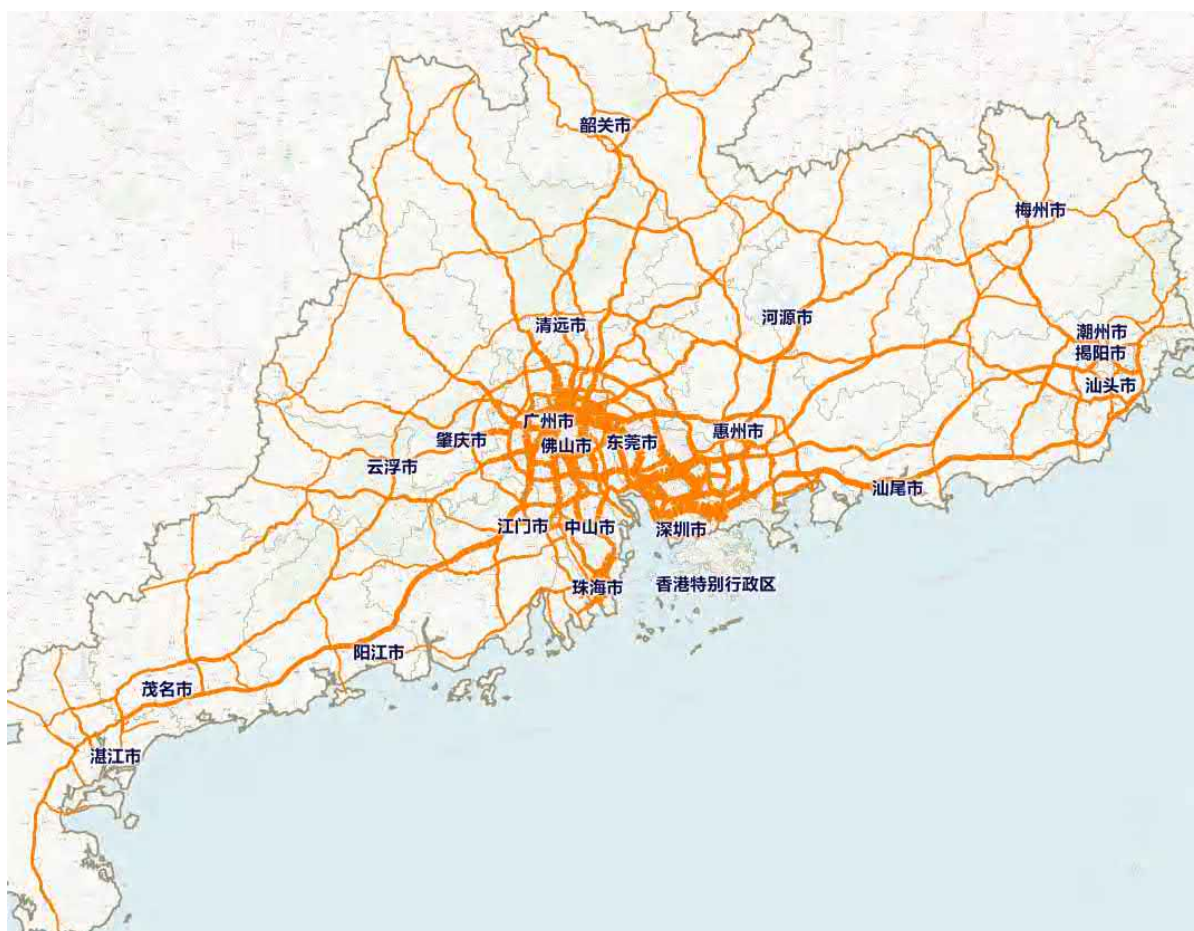 韶关市
梅州市
清远市
河源市
潮州市
揭阳市
汕头市
广州市
肇庆市
佛山市
东莞市
惠州市
云浮市
汕尾市
江门市
中山市
深圳市
珠海市
香港特别行政区
阳江市
茂名市
湛江市